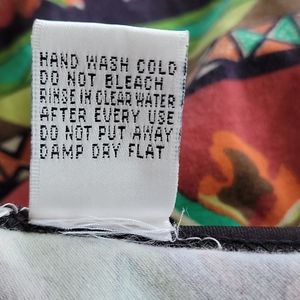 HAND WASH COLD
DO NOT BLEACH
RINSE IN CLEAR WATER
AFTER EVERY USE
DO NOT PUT AWAY
DAMP DRY FLAT